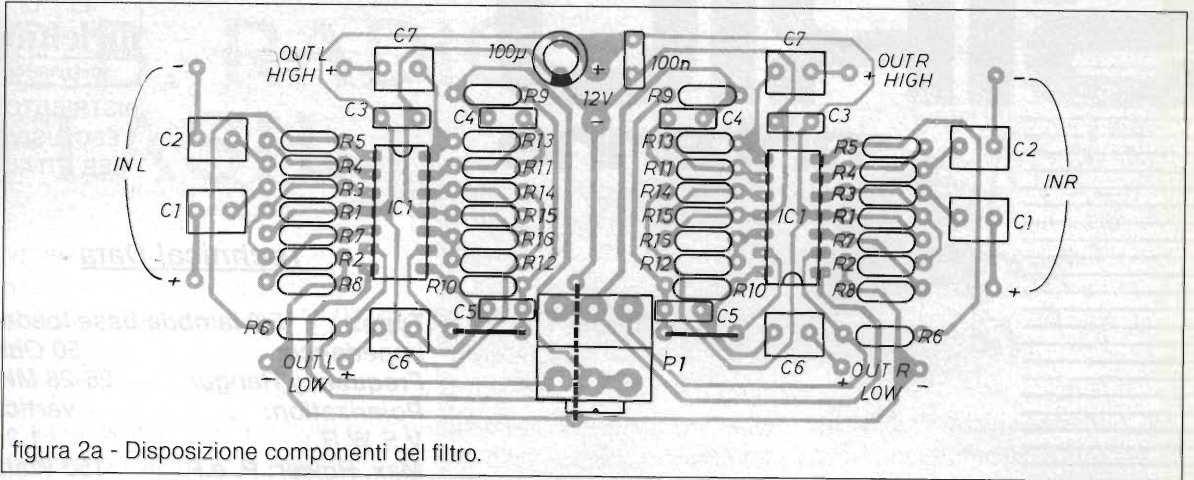 OUT L
HIGH +
C7
100µ
+
12V
-
100n
C7
OUT R
+ HIGH
-
IN L
+
C2
C1
C3
C4
R9
R5
R4
R3
R1
R7
R2
R8
R6
IC1
R13
R11
R14
R15
R16
R12
R10
C5
C6
OUT L +
LOW
-
R9
C4
R13
R11
R14
R15
R15
R12
R10
C5
P1
C3
IC1
R5
R4
R3
R1
R7
R2
R8
R6
C6
+ OUT R -
LOW
C2
C1
-
INR
+
figura 2a - Disposizione componenti del filtro.